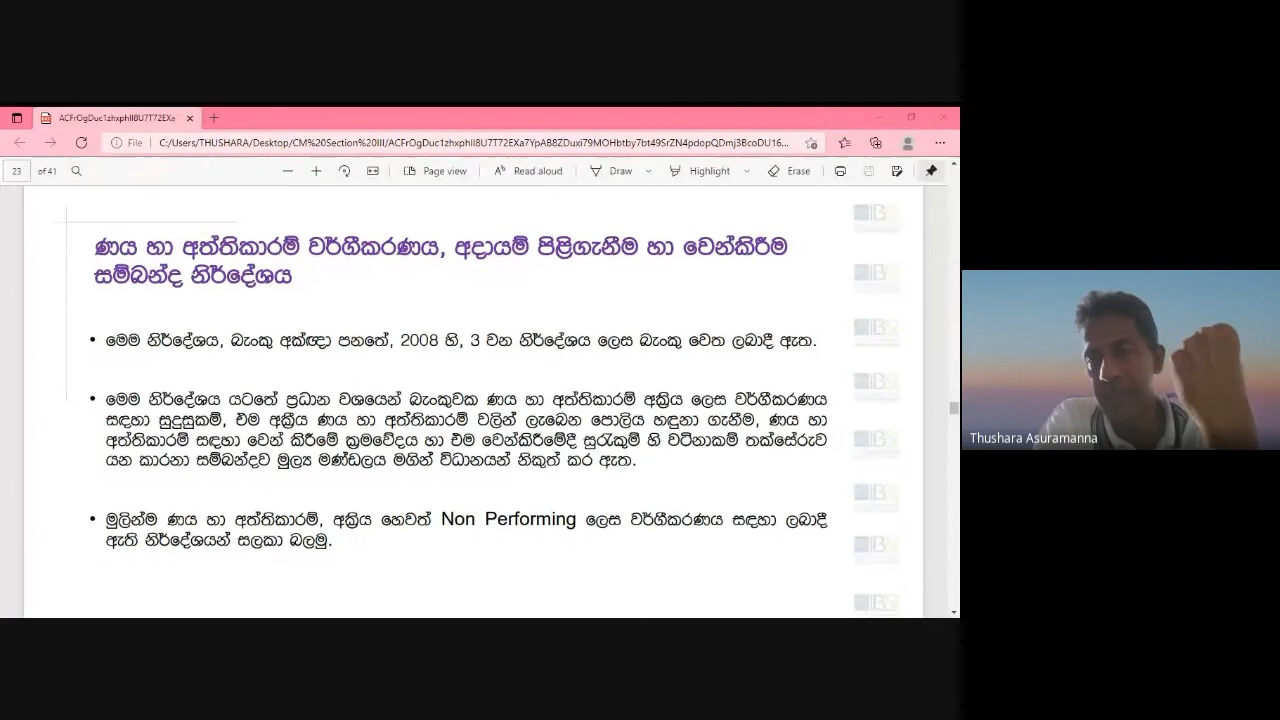 ACFrOgDuc1zhxphII8U7T72EXa
File
C:/Users/THUSHARA/Desktop/CM%20Section%20III/ACFrOgDuc1zhxphII8U7T72EXa7YpAB8ZDuxi79MOHbtby7bt49SrZN4pdopQDmj3BcoDU16...
23 of 41
Page view
Read aloud
Draw
Highlight
Erase
ණය හා අත්තිකාරම් වර්ගීකරණය, අදායම් පිළිගැනීම හා වෙන්කිරීම
සම්බන්ද නිර්දේශය
• මෙම නිර්දේශය, බැංකු අක්ඥා පනතේ, 2008 හි, 3 වන නිර්දේශය ලෙස බැංකු වෙත ලබාදී ඇත.
• මෙම නිර්දේශය යටතේ ප්‍රධාන වශයෙන් බැංකුවක ණය හා අත්තිකාරම් අක්‍රිය ලෙස වර්ගීකරණය
සඳහා සුදුසුකම්, එම අක්‍රීය ණය හා අත්තිකාරම් වලින් ලැබෙන පොලිය හඳුනා ගැනීම, ණය හා
අත්තිකාරම් සඳහා වෙන් කිරීමේ ක්‍රමවේදය හා එම වෙන්කිරීමේදී සුරැකුම් හි වටිනාකම් තක්සේරුව
යන කාරනා සම්බන්දව මුල්‍ය මණ්ඩලය මගින් විධානයන් නිකුත් කර ඇත.
• මුලින්ම ණය හා අත්තිකාරම්, අක්‍රිය හෙවත් Non Performing ලෙස වර්ගීකරණය සඳහා ලබාදී
ඇති නිර්දේශයන් සලකා බලමු.
Thushara Asuramanna